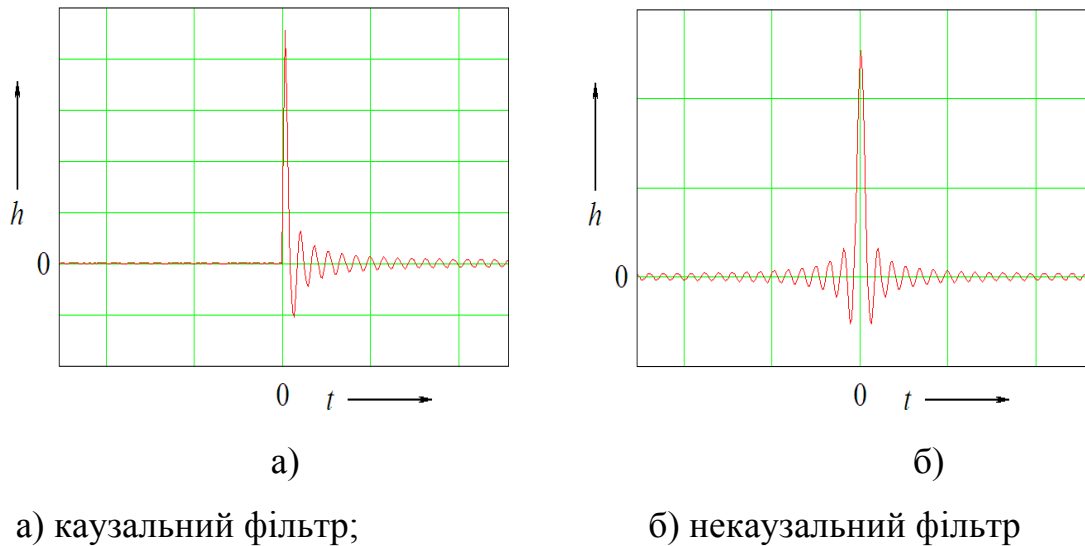 h
0
0
t
а)
h
0
0
t
б)
а) каузальний фільтр;
б) некаузальний фільтр